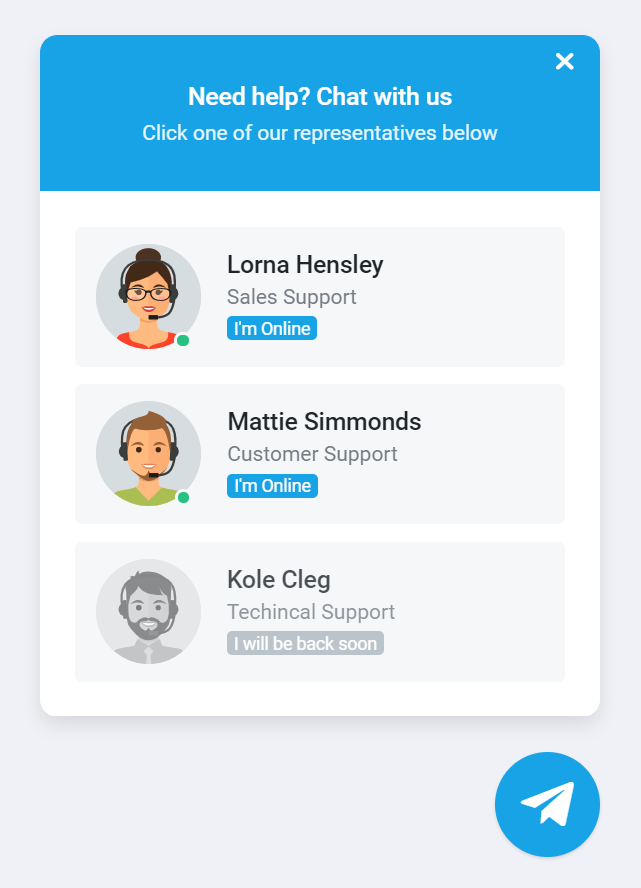 Need help? Chat with us
Click one of our representatives below
Lorna Hensley
Sales Support
I'm Online
Mattie Simmonds
Customer Support
I'm Online
Kole Cleg
Techincal Support
I will be back soon